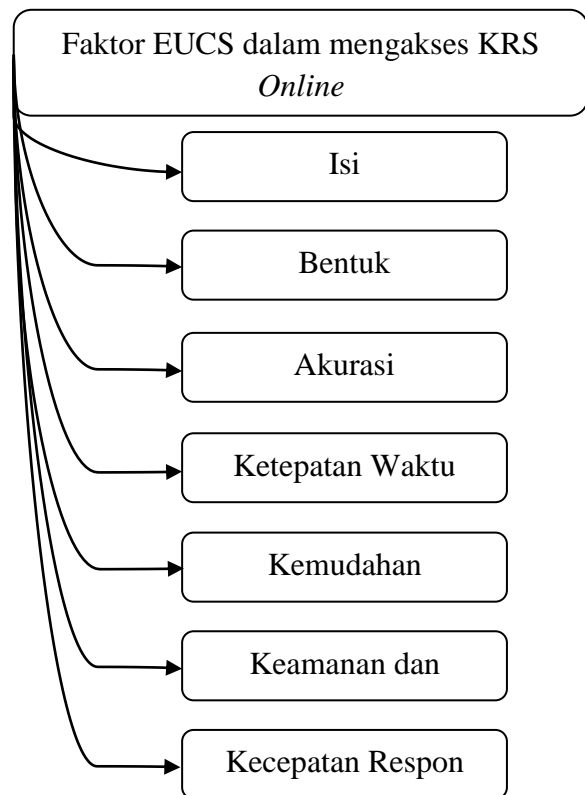 Faktor EUCS dalam mengakses KRS
Online
Isi
Bentuk
Akurasi
Ketepatan Waktu
Kemudahan
Keamanan dan
Kecepatan Respon